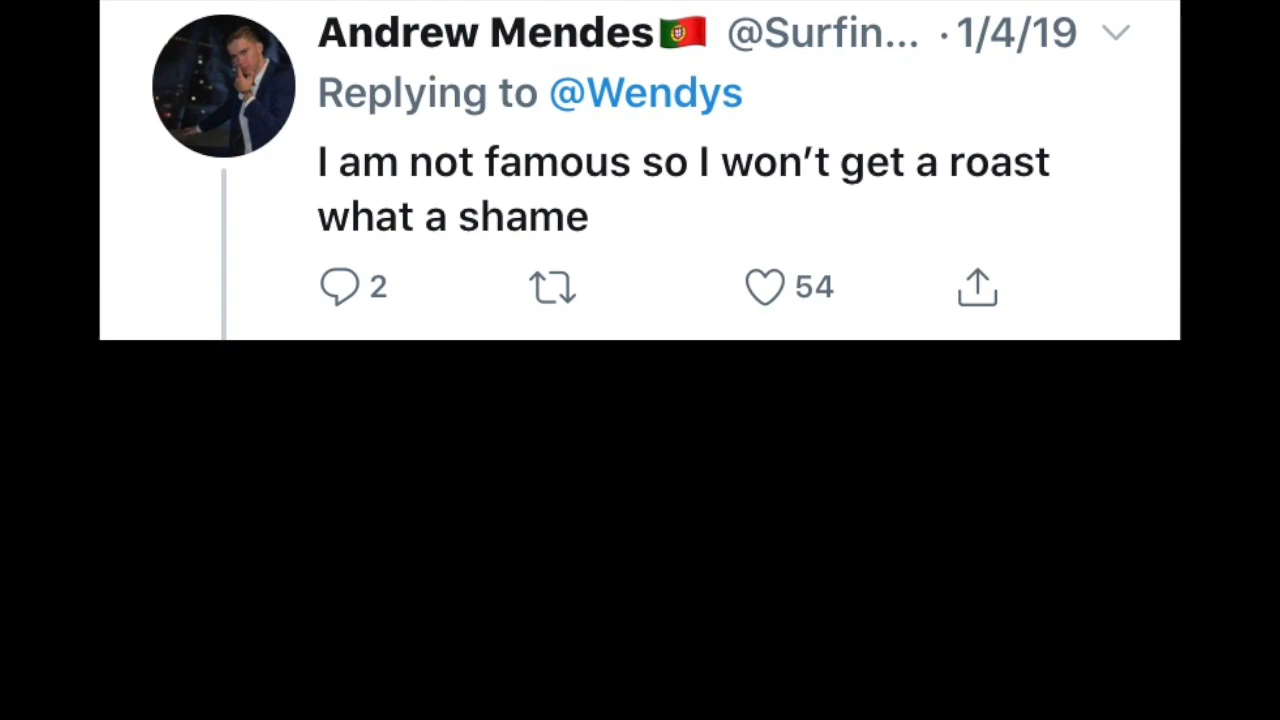 Andrew Mendes🇵🇹 @Surfin... · 1/4/19
Replying to @Wendys
I am not famous so I won’t get a roast
what a shame
2 54